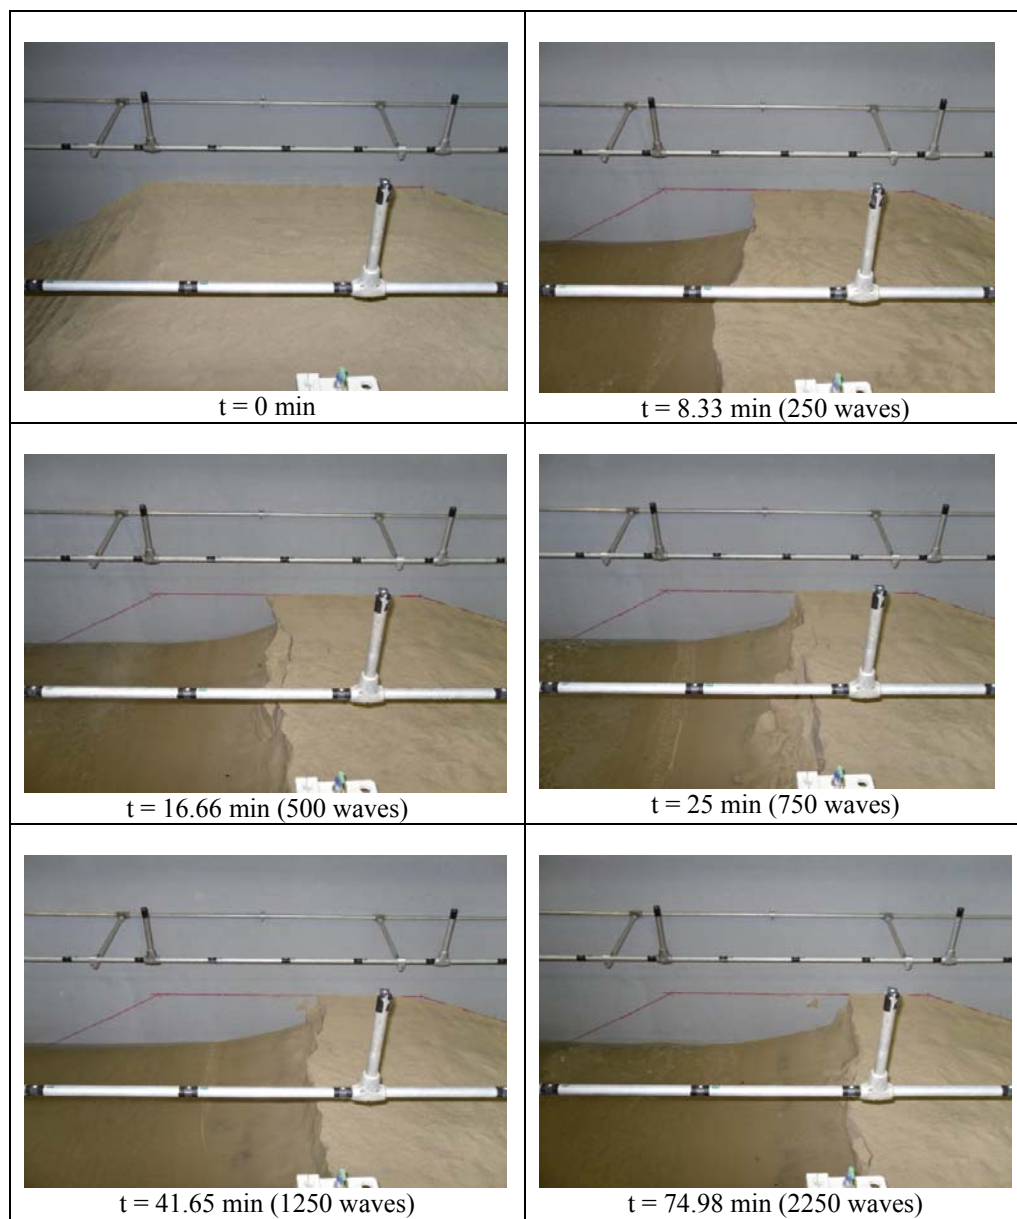 t = 0 min
t = 8.33 min (250 waves)
t = 16.66 min (500 waves)
t = 25 min (750 waves)
t = 41.65 min (1250 waves)
t = 74.98 min (2250 waves)